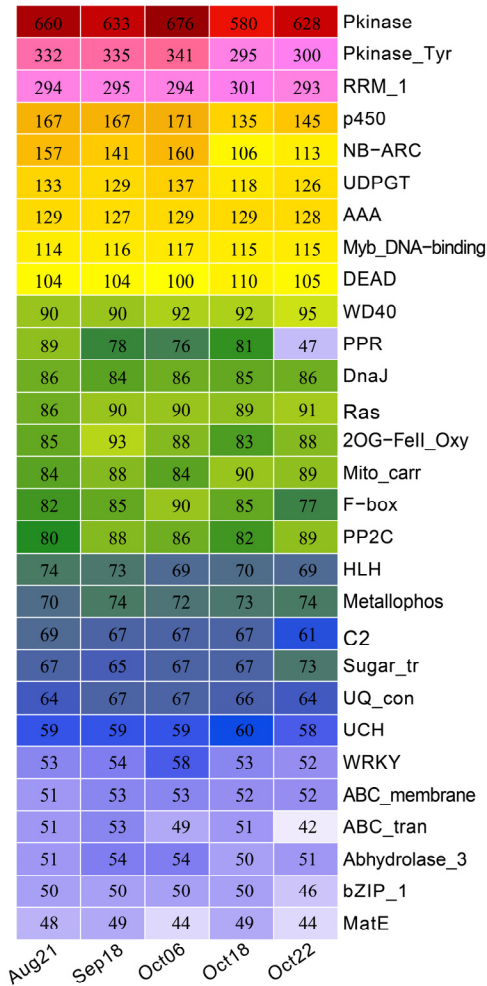 660 633 676 580 628 Pkinase
332 335 341 295 300 Pkinase_Tyr
294 295 294 301 293 RRM_1
167 167 171 135 145 p450
157 141 160 106 113 NB-ARC
133 129 137 118 126 UDPGT
129 127 129 129 128 AAA
114 116 117 115 115 Myb_DNA-binding
104 104 100 110 105 DEAD
90 90 92 92 95 WD40
89 78 76 81 47 PPR
86 84 86 85 86 DnaJ
86 90 90 89 91 Ras
85 93 88 83 88 2OG-FeII_Oxy
84 88 84 90 89 Mito_carr
82 85 90 85 77 F-box
80 88 86 82 89 PP2C
74 73 69 70 69 HLH
70 74 72 73 74 Metallophos
69 67 67 67 61 C2
67 65 67 67 73 Sugar_tr
64 67 67 66 64 UQ_con
59 59 59 60 58 UCH
53 54 58 53 52 WRKY
51 53 53 52 52 ABC_membrane
51 53 49 51 42 ABC_tran
51 54 54 50 51 Abhydrolase_3
50 50 50 50 46 bZIP_1
48 49 44 49 44 MatE
Aug21 Sep18 Oct06 Oct18 Oct22